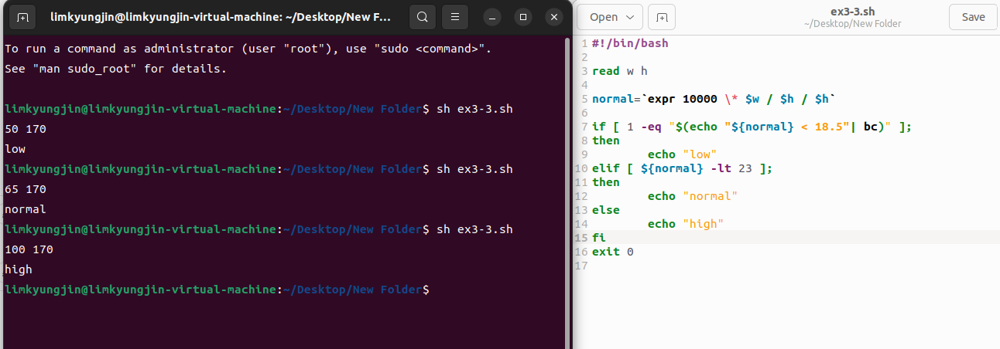 limkyungjin@limkyungjin-virtual-machine: ~/Desktop/New F...
To run a command as administrator (user "root"), use "sudo <command>".
See "man sudo_root" for details.
limkyungjin@limkyungjin-virtual-machine:~/Desktop/New Folder$ sh ex3-3.sh
50 170
low
limkyungjin@limkyungjin-virtual-machine:~/Desktop/New Folder$ sh ex3-3.sh
65 170
normal
limkyungjin@limkyungjin-virtual-machine:~/Desktop/New Folder$ sh ex3-3.sh
100 170
high
limkyungjin@limkyungjin-virtual-machine:~/Desktop/New Folder$
Open
ex3-3.sh
~/Desktop/New Folder
Save
1 #!/bin/bash
2
3 read w h
4
5 normal=`expr 10000 \* $w / $h / $h`
6
7 if [ 1 -eq "$(echo "${normal} < 18.5"| bc)" ];
8 then
9         echo "low"
10 elif [ ${normal} -lt 23 ];
11 then
12         echo "normal"
13 else
14         echo "high"
15 fi
16 exit 0
17